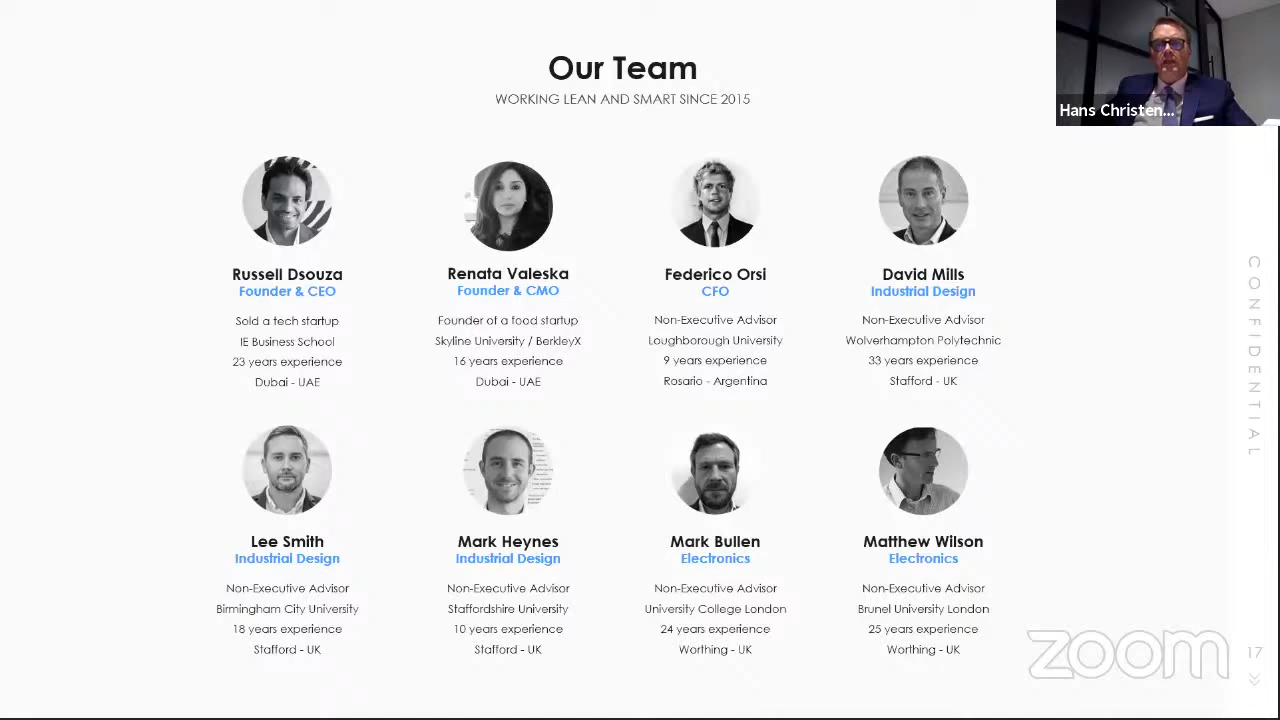 Our Team
WORKING LEAN AND SMART SINCE 2015
Hans Christen...
Russell Dsouza
Founder & CEO
Sold a tech startup
IE Business School
23 years experience
Dubai - UAE
Renata Valeska
Founder & CMO
Founder of a food startup
Skyline University / BerkleyX
16 years experience
Dubai - UAE
Federico Orsi
CFO
Non-Executive Advisor
Loughborough University
9 years experience
Rosario - Argentina
David Mills
Industrial Design
Non-Executive Advisor
Wolverhampton Polytechnic
33 years experience
Stafford - UK
Lee Smith
Industrial Design
Non-Executive Advisor
Birmingham City University
18 years experience
Stafford - UK
Mark Heynes
Industrial Design
Non-Executive Advisor
Staffordshire University
10 years experience
Stafford - UK
Mark Bullen
Electronics
Non-Executive Advisor
University College London
24 years experience
Worthing - UK
Matthew Wilson
Electronics
Non-Executive Advisor
Brunel University London
25 years experience
Worthing - UK
CONFIDENTIAL
zoom
17